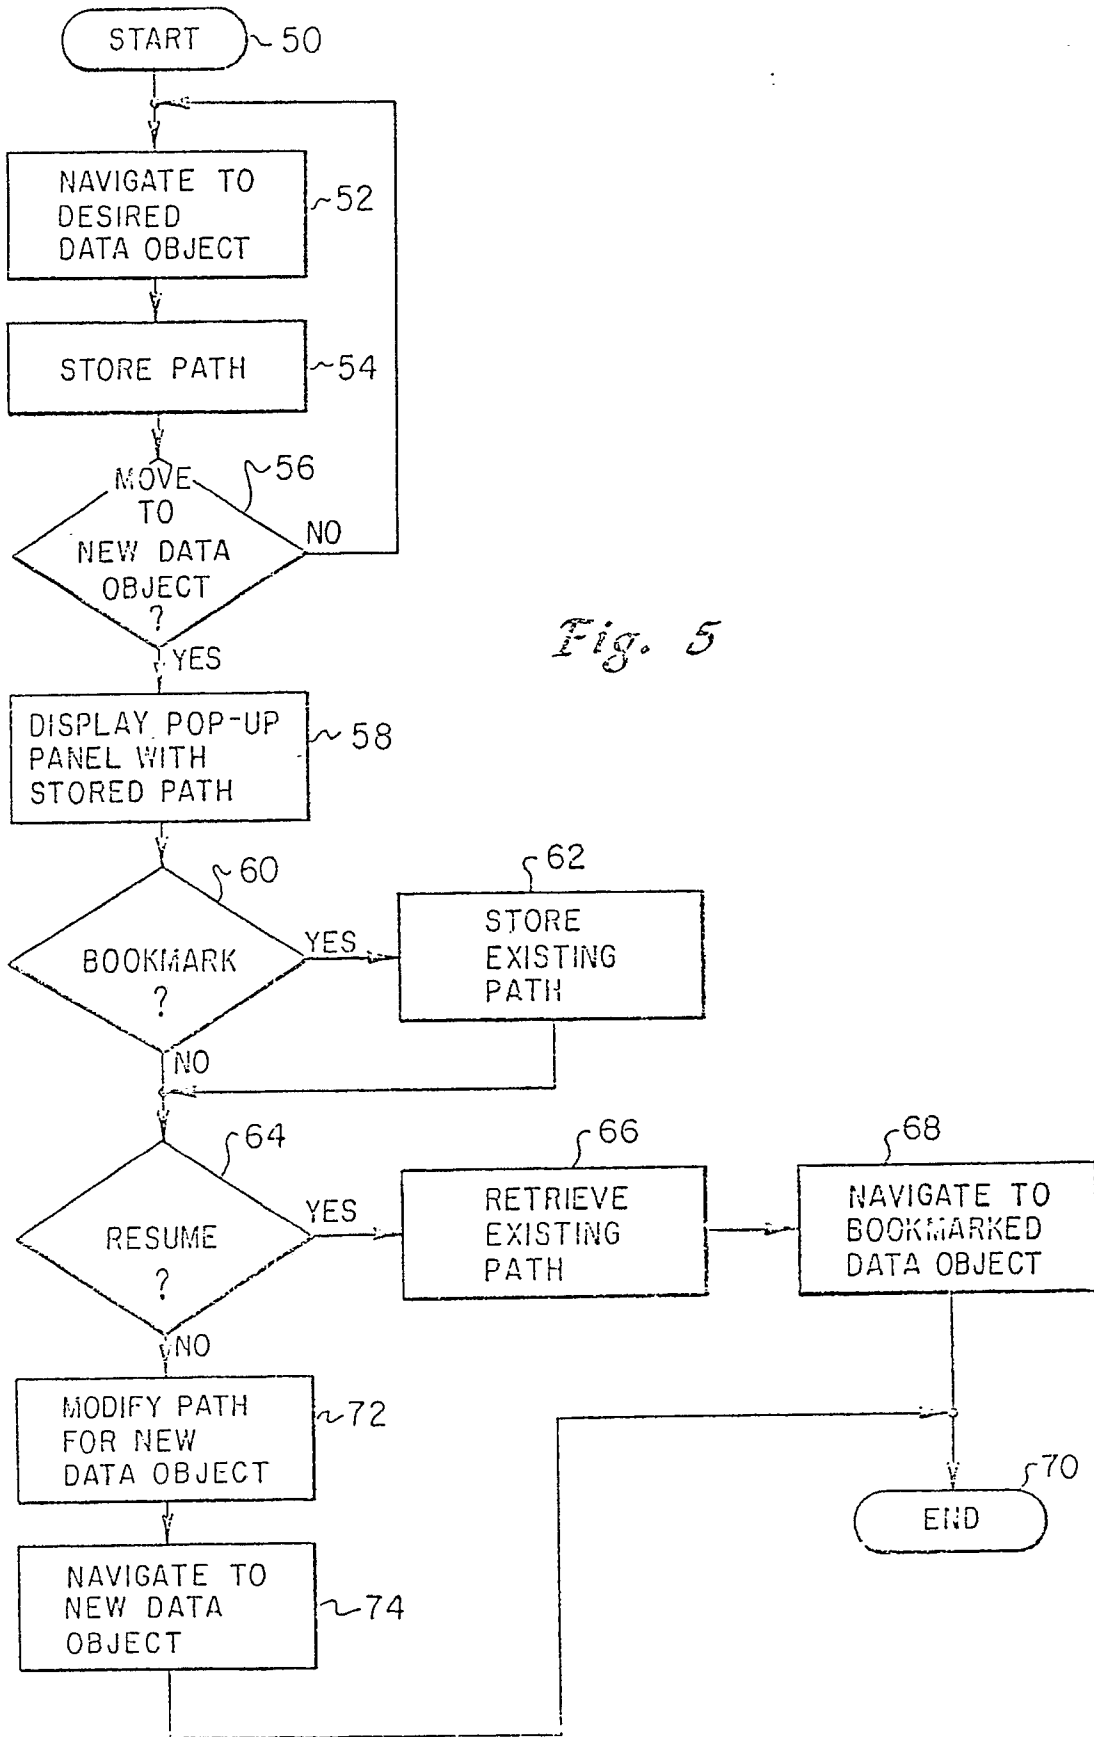 START
50
NAVIGATE TO
DESIRED
DATA OBJECT
52
STORE PATH
54
MOVE
TO
NEW DATA
OBJECT
?
56
NO
YES
Fig. 5
DISPLAY POP-UP
PANEL WITH
STORED PATH
58
BOOKMARK
?
60
YES
NO
62
STORE
EXISTING
PATH
RESUME
?
64
YES
NO
66
RETRIEVE
EXISTING
PATH
68
NAVIGATE TO
BOOKMARKED
DATA OBJECT
MODIFY PATH
FOR NEW
DATA OBJECT
72
70
END
NAVIGATE TO
NEW DATA
OBJECT
74